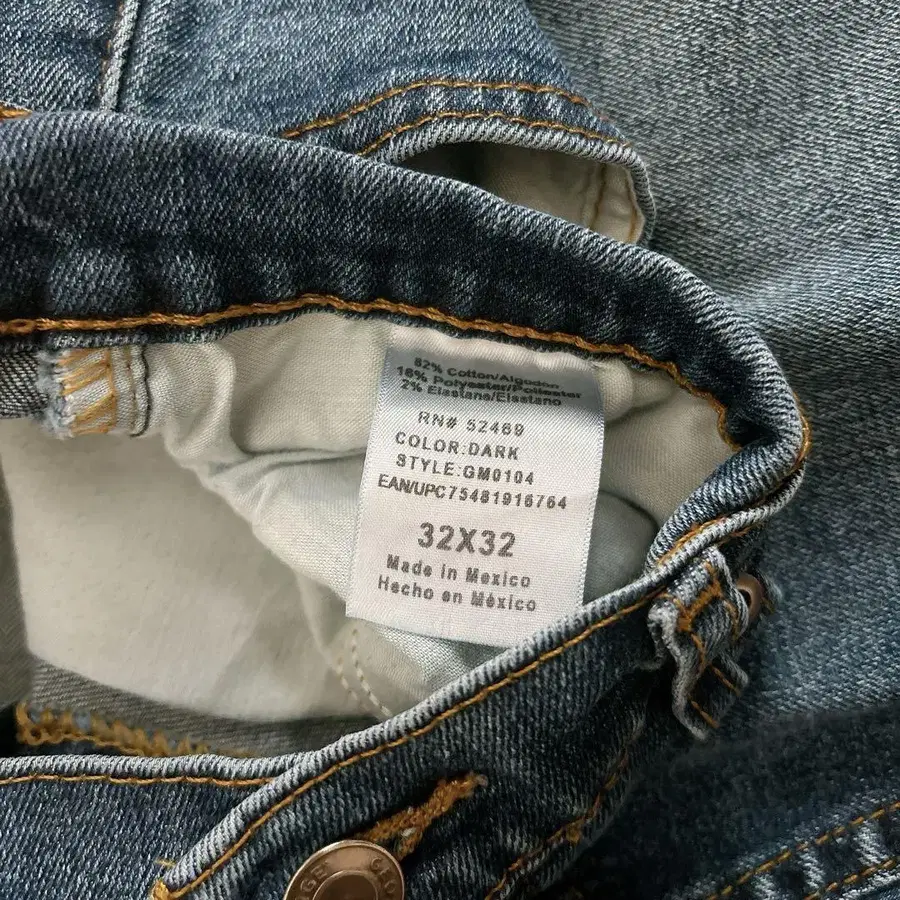 82% Cotton/Algodon
16% Polyester/Poliester
2% Elastane/Elastano
RN# 52469
COLOR:DARK
STYLE:GM0104
EAN/UPC75481916764
32X32
Made in Mexico
Hecho en México